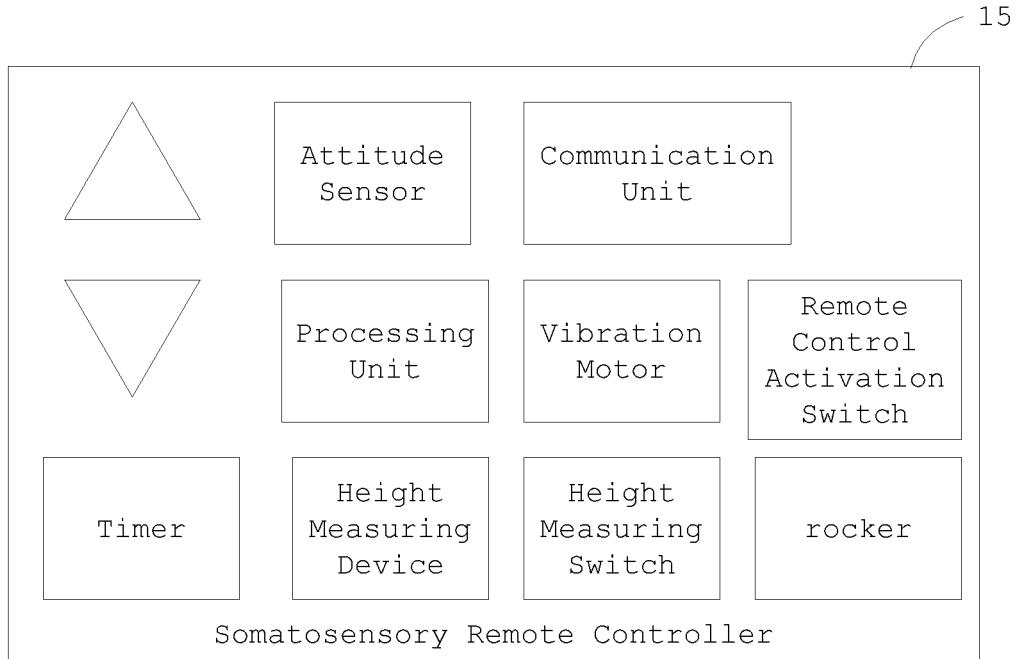 15
Attitude
Sensor
Communication
Unit
Processing
Unit
Vibration
Motor
Remote
Control
Activation
Switch
Timer
Height
Measuring
Device
Height
Measuring
Switch
rocker
Somatosensory Remote Controller